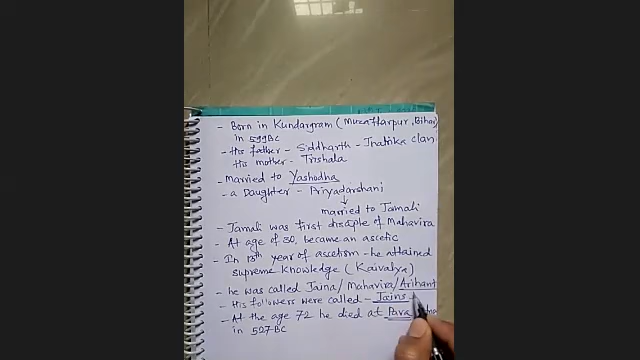 - Born in Kundargram (Muzaffarpur, Bihar)
in 599BC
- His father - Siddharth - Jnatrika clan
His mother - Trishala
- Married to Yashodha
- a Daughter - Priyadarshani
↓
married to Jamali
- Jamali was first disciple of Mahavira
- At age of 30, became an ascetic
- In 13th year of ascetism - he attained
supreme knowledge (Kaivalya)
- he was called Jaina/Mahavira/Arihant
- His followers were called - Jains
- At the age 72 he died at
in 527BC